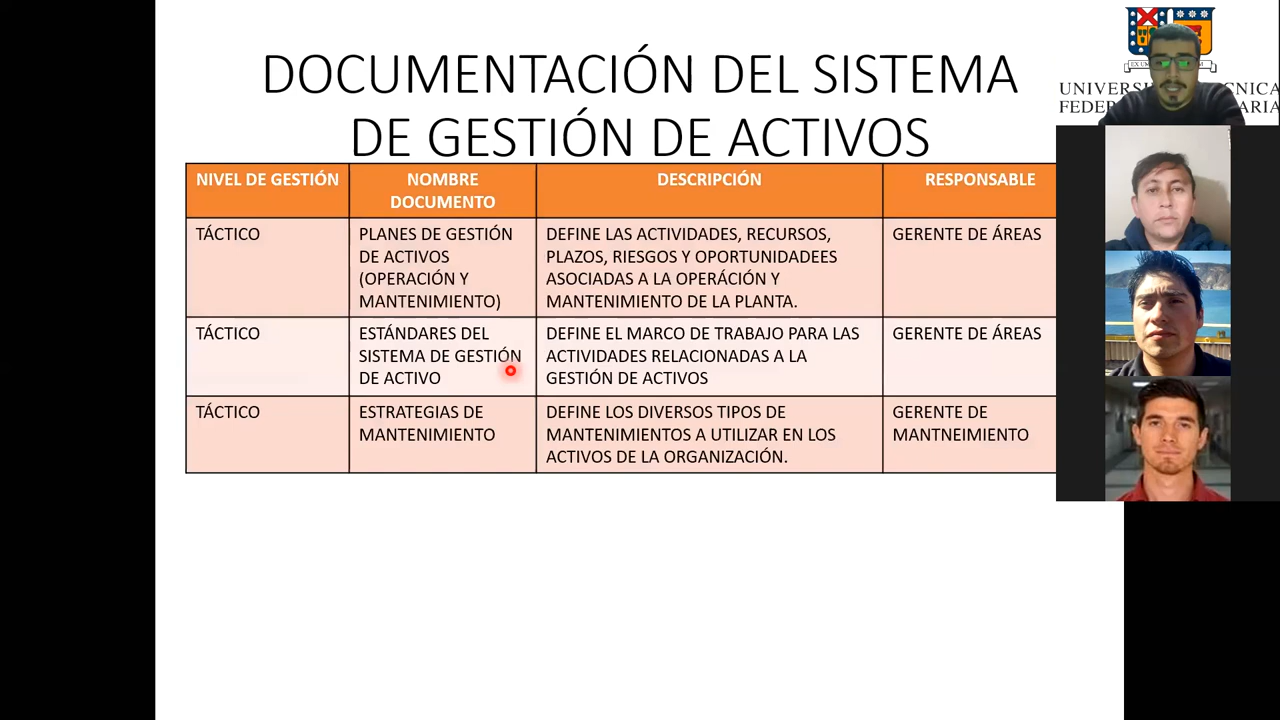 DOCUMENTACIÓN DEL SISTEMA
DE GESTIÓN DE ACTIVOS
NIVEL DE GESTIÓN
NOMBRE
DOCUMENTO
DESCRIPCIÓN
RESPONSABLE
TÁCTICO
PLANES DE GESTIÓN
DE ACTIVOS
(OPERACIÓN Y
MANTENIMIENTO)
DEFINE LAS ACTIVIDADES, RECURSOS,
PLAZOS, RIESGOS Y OPORTUNIDADEES
ASOCIADAS A LA OPERÁCIÓN Y
MANTENIMIENTO DE LA PLANTA.
GERENTE DE ÁREAS
TÁCTICO
ESTÁNDARES DEL
SISTEMA DE GESTIÓN
DE ACTIVO
DEFINE EL MARCO DE TRABAJO PARA LAS
ACTIVIDADES RELACIONADAS A LA
GESTIÓN DE ACTIVOS
GERENTE DE ÁREAS
TÁCTICO
ESTRATEGIAS DE
MANTENIMIENTO
DEFINE LOS DIVERSOS TIPOS DE
MANTENIMIENTOS A UTILIZAR EN LOS
ACTIVOS DE LA ORGANIZACIÓN.
GERENTE DE
MANTNEIMIENTO